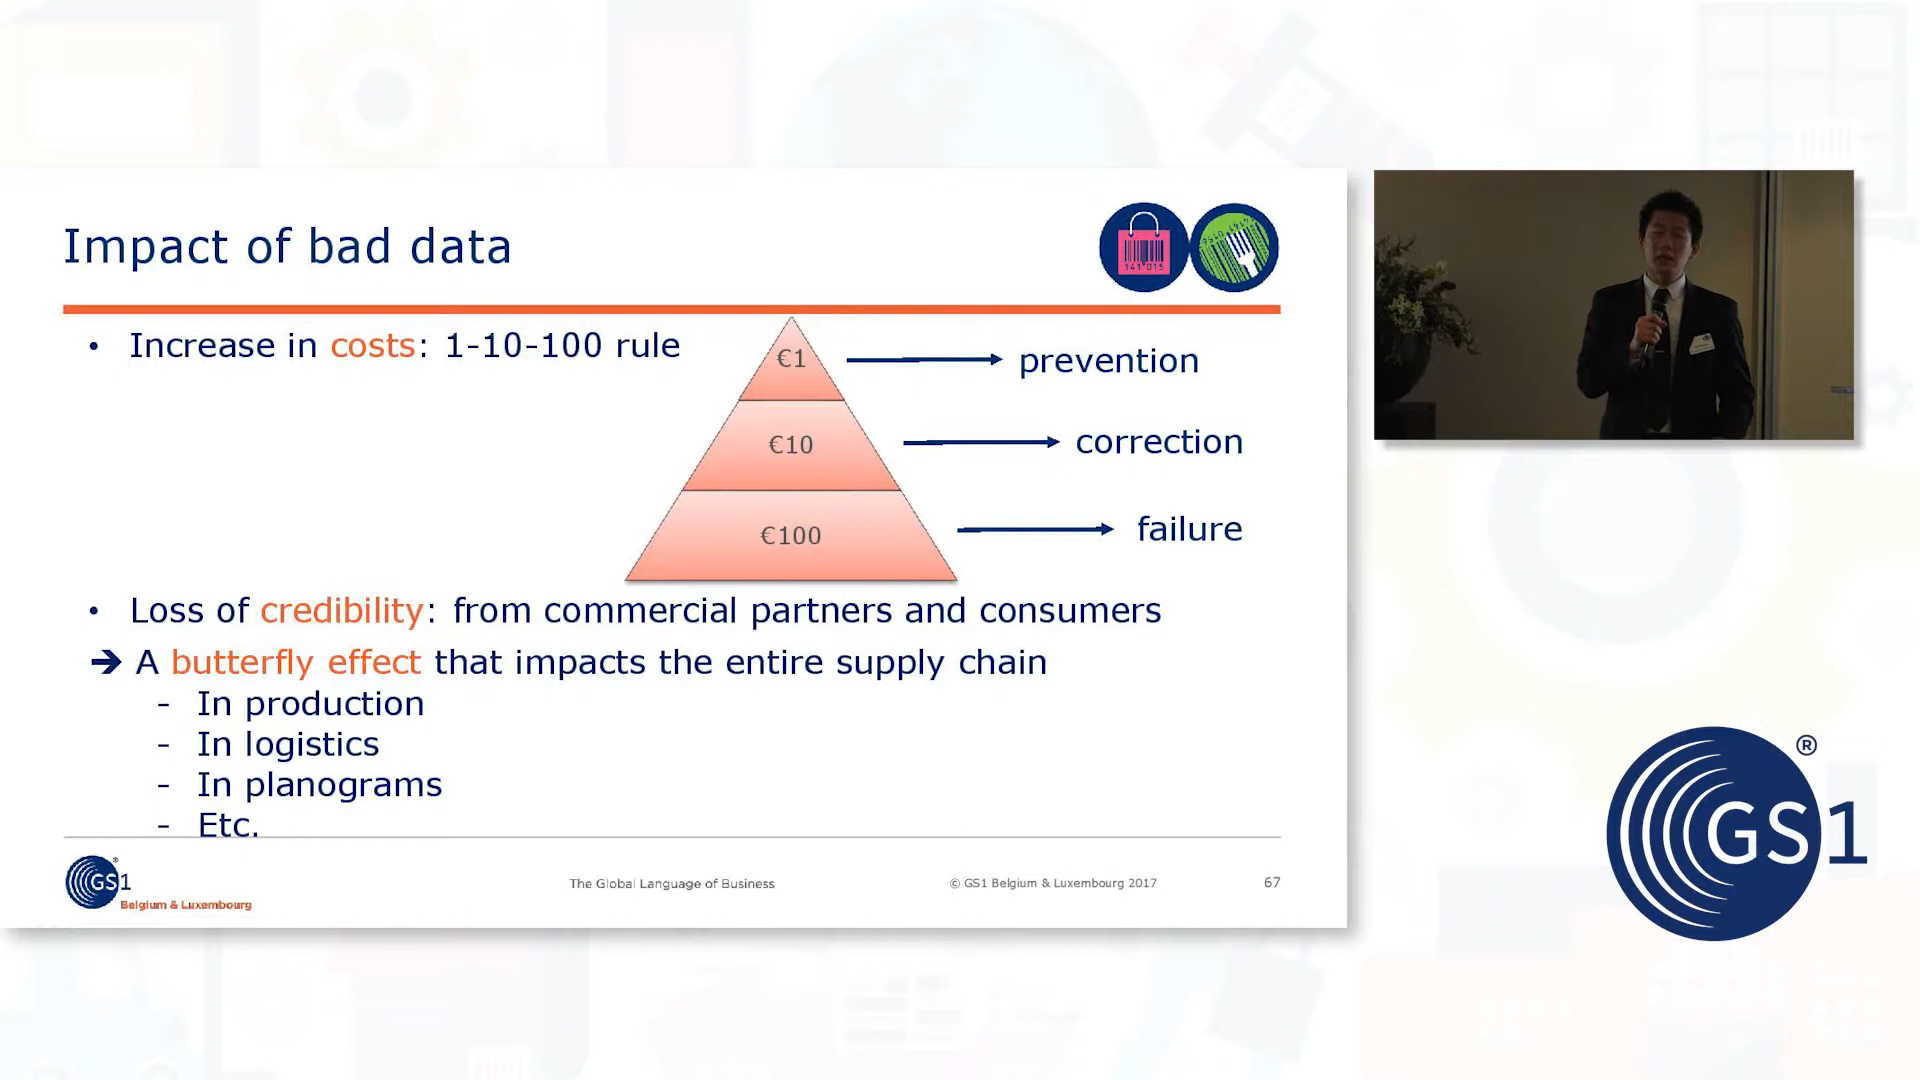 Impact of bad data
141 015
• Increase in costs: 1-10-100 rule
€1
prevention
€10
correction
€100
failure
• Loss of credibility: from commercial partners and consumers
➔ A butterfly effect that impacts the entire supply chain
- In production
- In logistics
- In planograms
- Etc.
GS1
Belgium & Luxembourg
The Global Language of Business
© GS1 Belgium & Luxembourg 2017
67
GS1
®